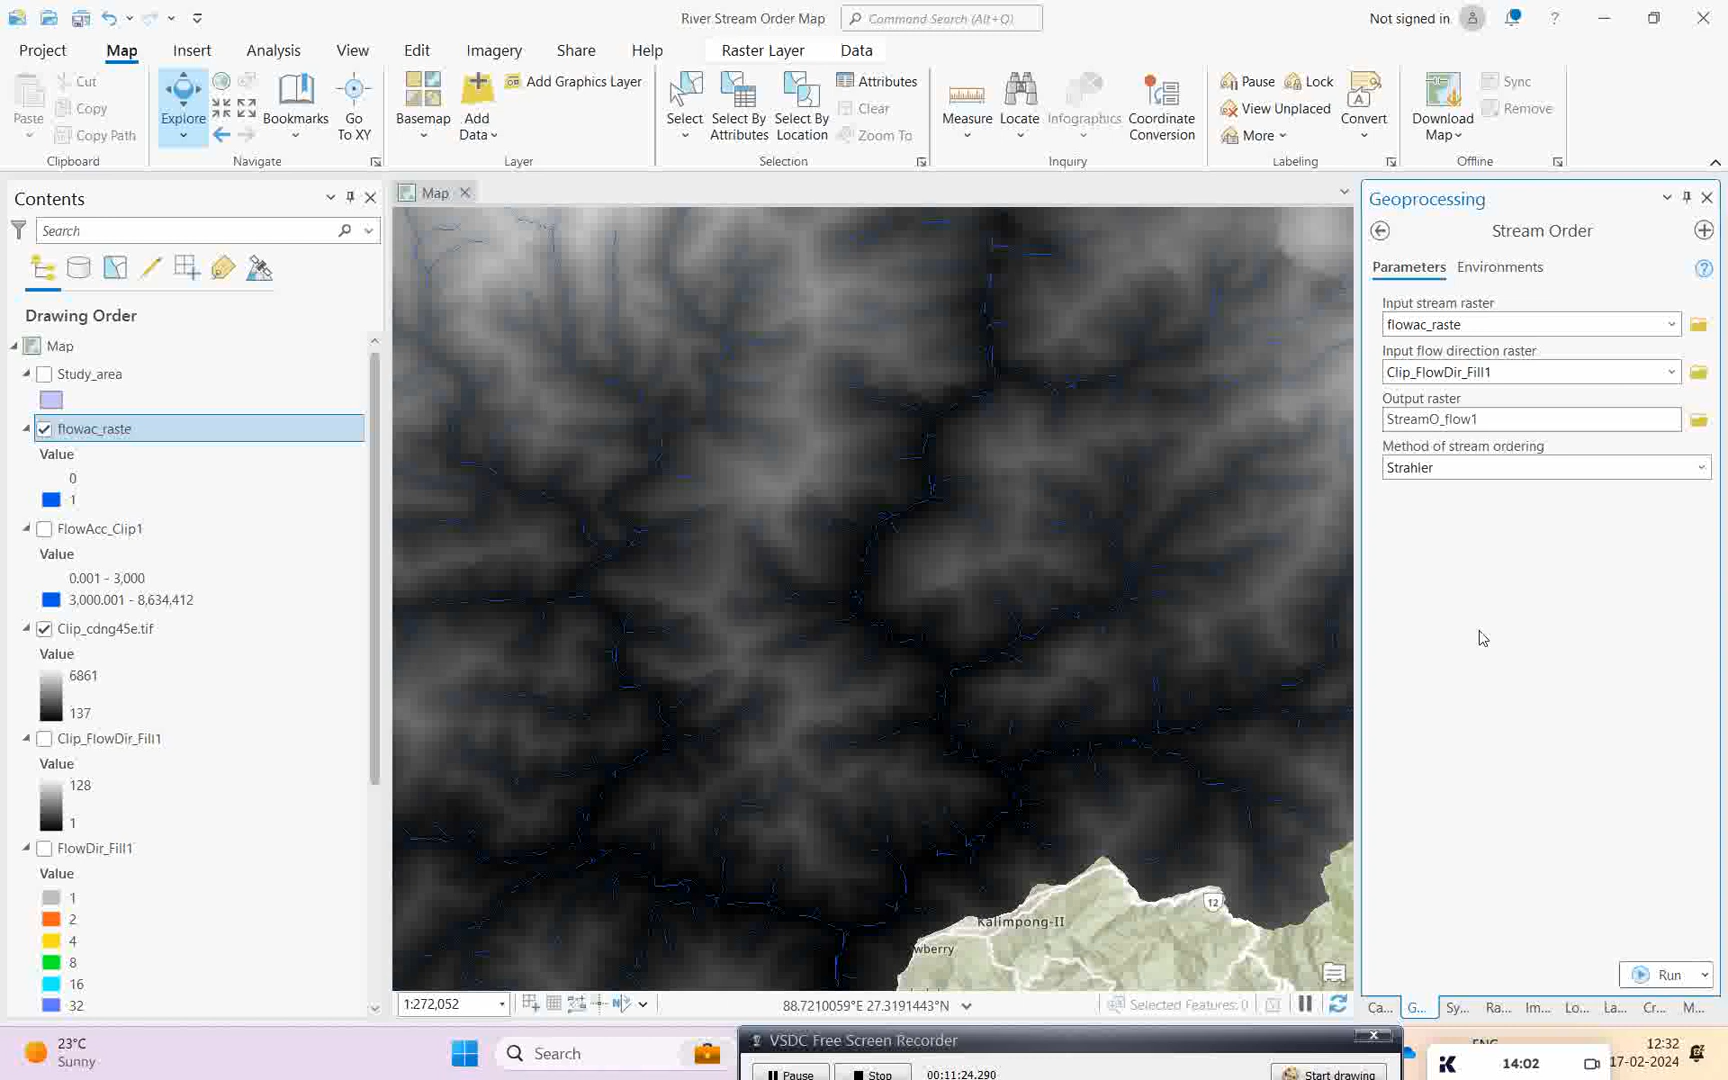 River Stream Order Map
Command Search (Alt+Q)
Not signed in
Project
Map
Insert
Analysis
View
Edit
Imagery
Share
Help
Raster Layer
Data
Paste
Cut
Copy
Copy Path
Clipboard
Explore
Bookmarks
Go
To XY
Navigate
Basemap
Add
Data
Add Graphics Layer
Layer
Select
Select By
Attributes
Select By
Location
Attributes
Clear
Zoom To
Selection
Measure
Locate
Infographics
Coordinate
Conversion
Inquiry
Pause
Lock
View Unplaced
More
Convert
Labeling
Download
Map
Sync
Remove
Offline
Contents
Search
Drawing Order
Map
Study_area
flowac_raste
Value
0
1
FlowAcc_Clip1
Value
0.001 - 3,000
3,000.001 - 8,634,412
Clip_cdng45e.tif
Value
6861
137
Clip_FlowDir_Fill1
Value
128
1
FlowDir_Fill1
Value
1
2
4
8
16
32
Map
Kalimpong-II
wberry
12
1:272,052
88.7210059°E 27.3191443°N
Selected Features: 0
Geoprocessing
Stream Order
Parameters
Environments
Input stream raster
flowac_raste
Input flow direction raster
Clip_FlowDir_Fill1
Output raster
StreamO_flow1
Method of stream ordering
Strahler
Run
Ca...
G...
Sy...
Ra...
Im...
Lo...
La...
Cr...
M...
23°C
Sunny
Search
VSDC Free Screen Recorder
Pause
Stop
00:11:24.290
Start drawing
ENG
14:02
12:32
17-02-2024